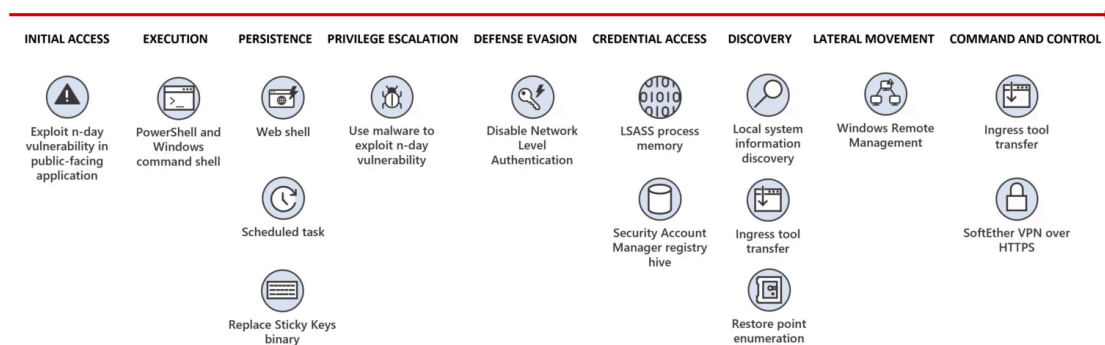 INITIAL ACCESS
EXECUTION
PERSISTENCE
PRIVILEGE ESCALATION
DEFENSE EVASION
CREDENTIAL ACCESS
DISCOVERY
LATERAL MOVEMENT
COMMAND AND CONTROL
Exploit n-day
vulnerability in
public-facing
application
PowerShell and
Windows
command shell
Web shell
Scheduled task
Replace Sticky Keys
binary
Use malware to
exploit n-day
vulnerability
Disable Network
Level
Authentication
01010
01010
01010
LSASS process
memory
Security Account
Manager registry
hive
Local system
information
discovery
Ingress tool
transfer
Restore point
enumeration
Windows Remote
Management
Ingress tool
transfer
SoftEther VPN over
HTTPS